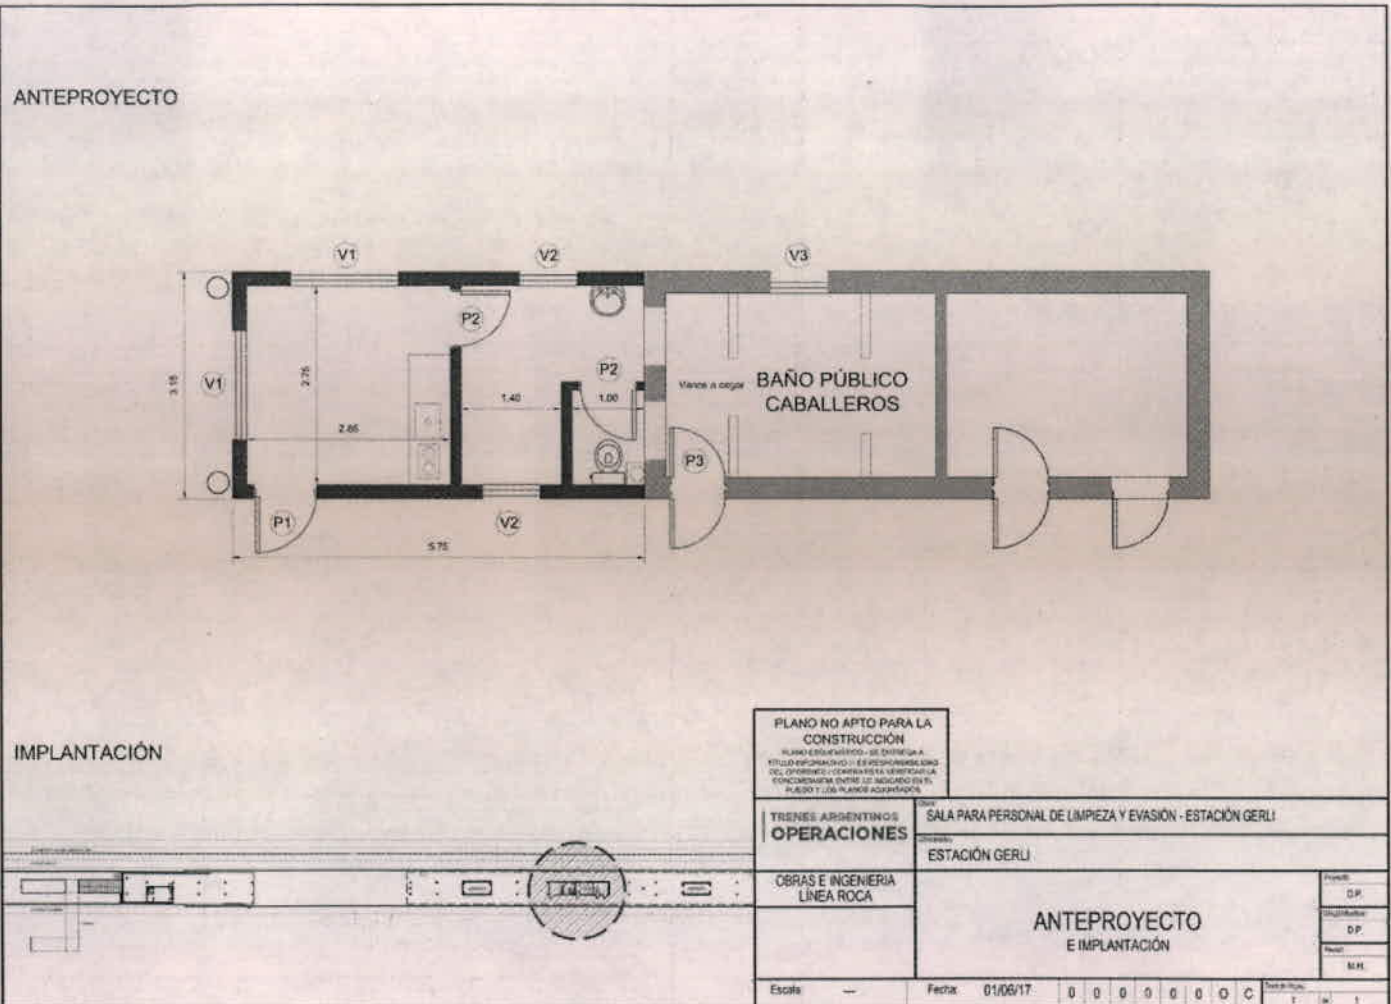 ANTEPROYECTO
V1
V2
V3
P2
V1
3.15
2.75
P2
Vanos a cegar
BAÑO PÚBLICO
CABALLEROS
1.40
1.00
2.85
P3
P1
V2
5.75
IMPLANTACIÓN
PLANO NO APTO PARA LA
CONSTRUCCIÓN
TRENES ARGENTINOS
OPERACIONES
SALA PARA PERSONAL DE LIMPIEZA Y EVASIÓN - ESTACIÓN GERLI
ESTACIÓN GERLI
OBRAS E INGENIERIA
LÍNEA ROCA
ANTEPROYECTO
E IMPLANTACIÓN
D.P.
D.P.
M.H.
Escala: —
Fecha: 01/06/17
0 0 0 0 0 0 0 C